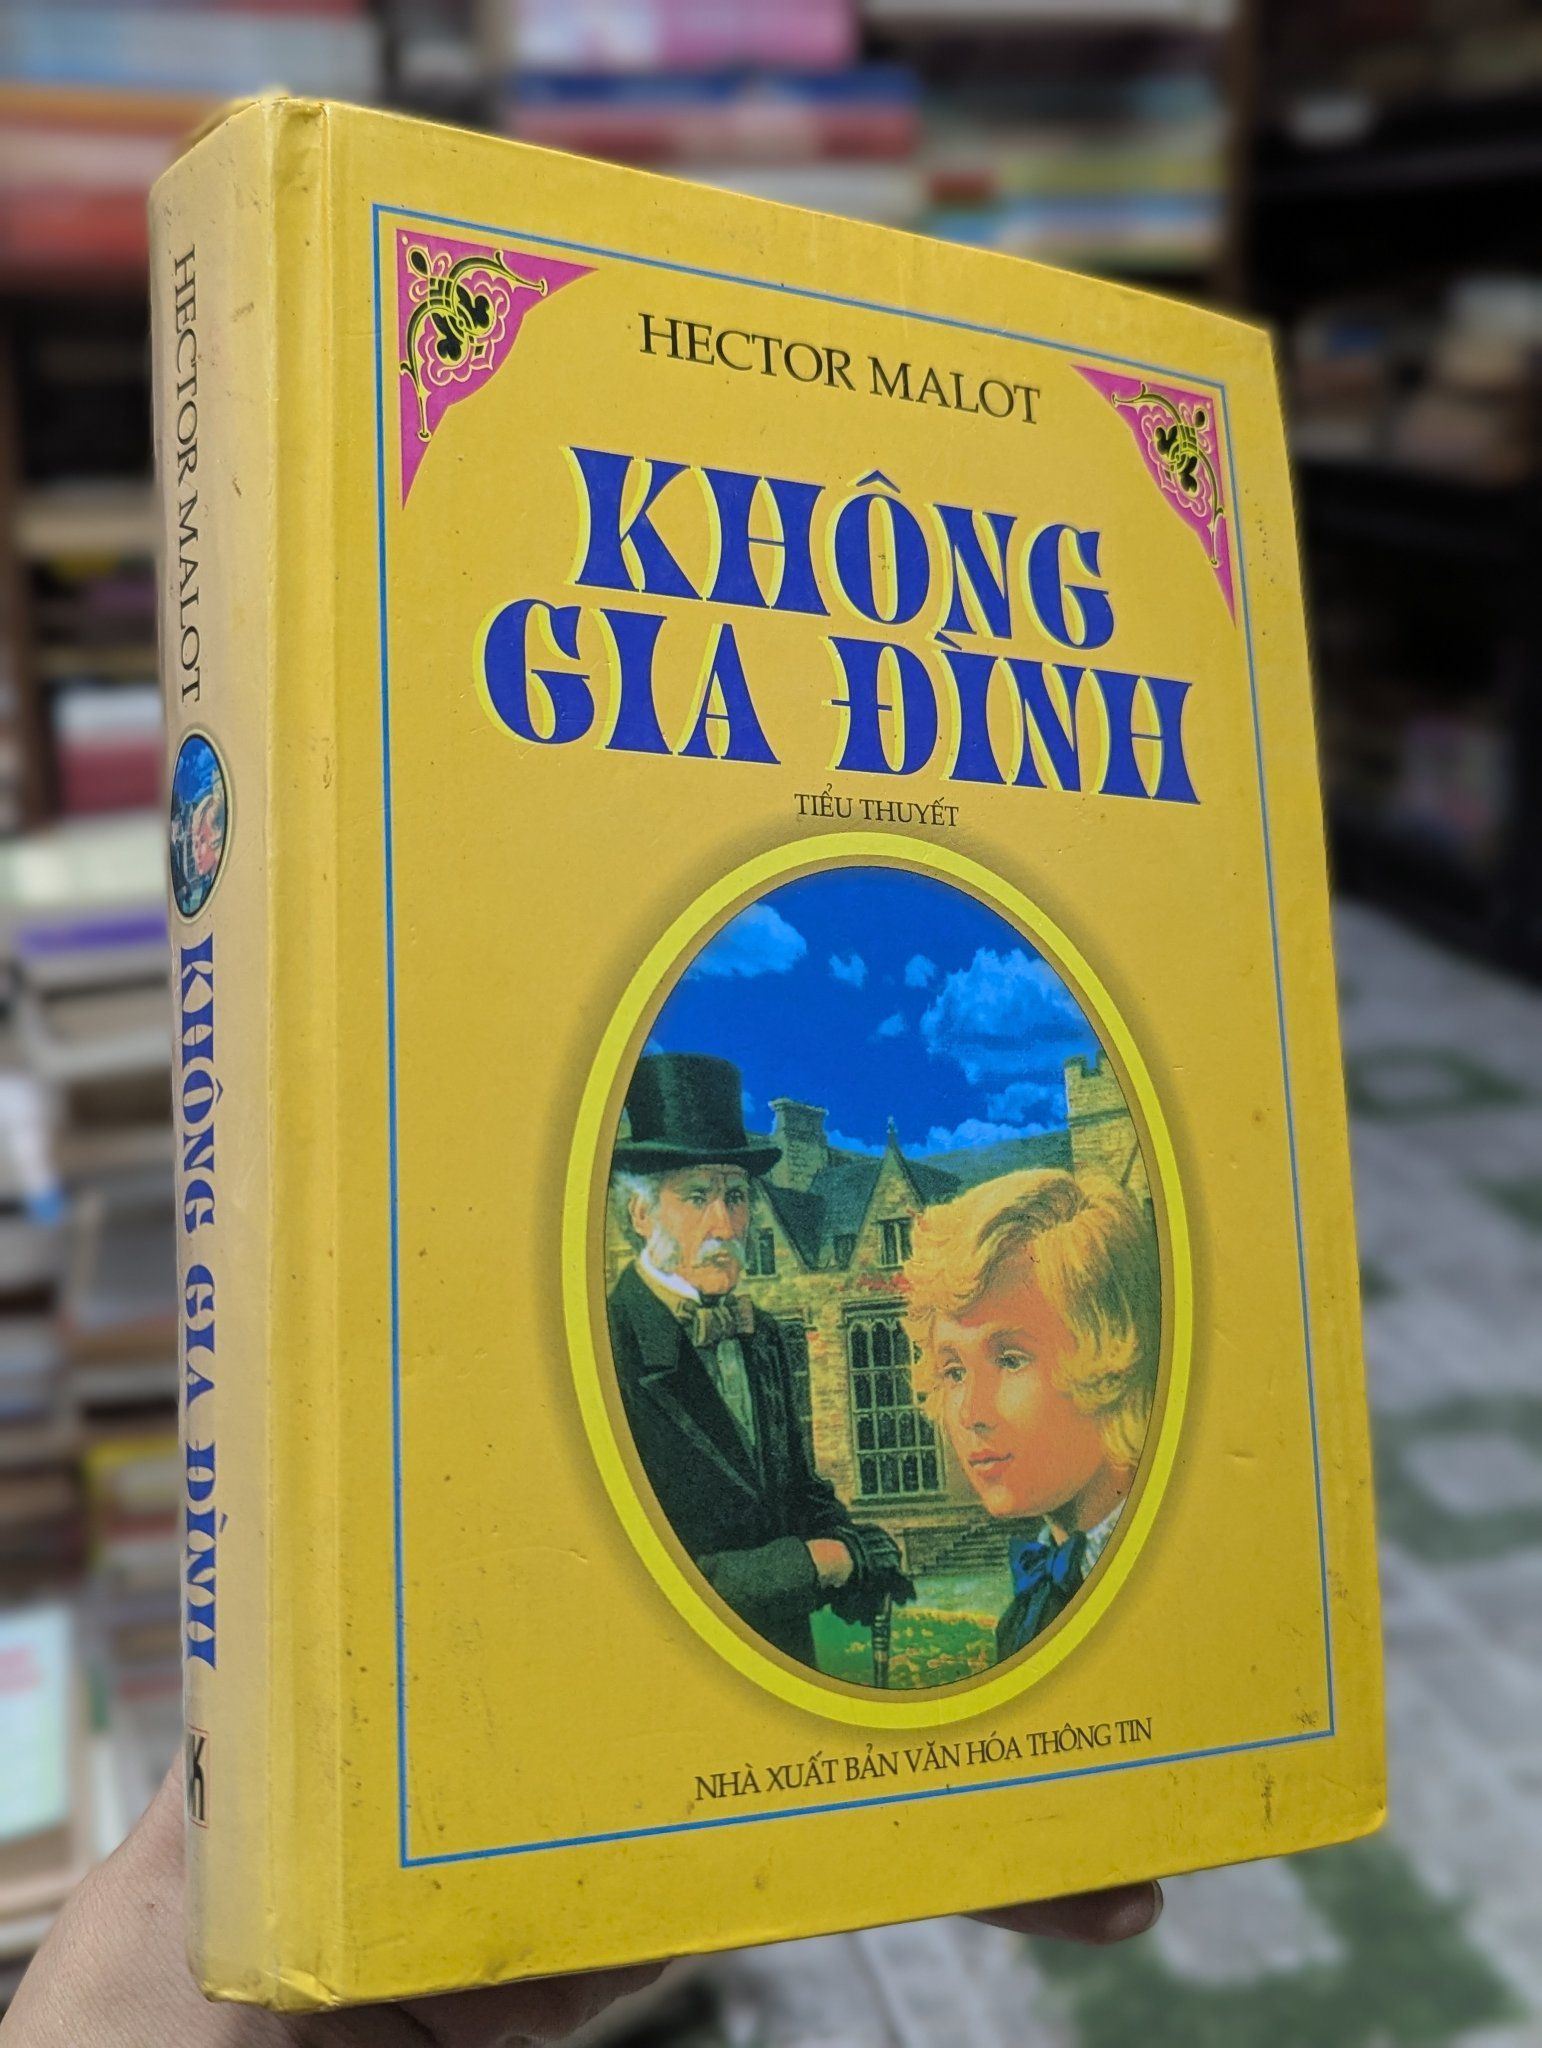 HECTOR MALOT
KHÔNG
GIA ĐÌNH
TIỂU THUYẾT
NHÀ XUẤT BẢN VĂN HÓA THÔNG TIN
HECTOR MALOT
KHÔNG GIA ĐÌNH